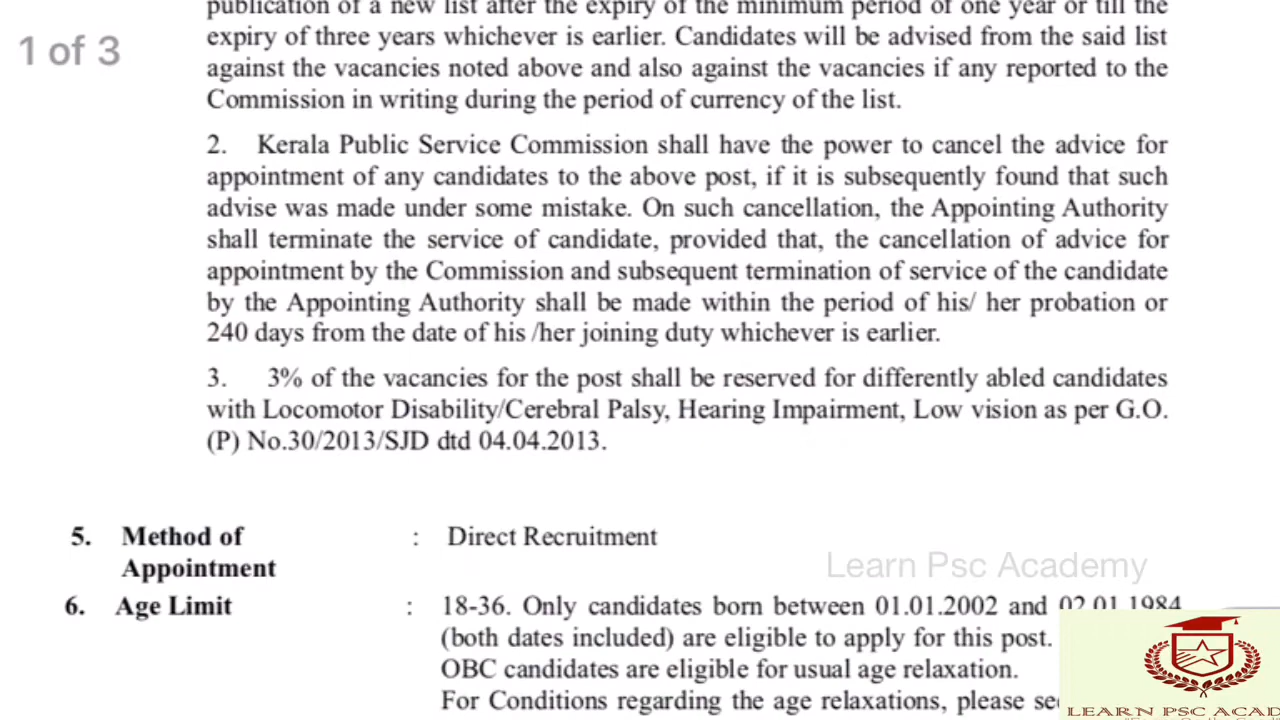 publication of a new list after the expiry of the minimum period of one year or till the
1 of 3
expiry of three years whichever is earlier. Candidates will be advised from the said list
against the vacancies noted above and also against the vacancies if any reported to the
Commission in writing during the period of currency of the list.
2. Kerala Public Service Commission shall have the power to cancel the advice for
appointment of any candidates to the above post, if it is subsequently found that such
advise was made under some mistake. On such cancellation, the Appointing Authority
shall terminate the service of candidate, provided that, the cancellation of advice for
appointment by the Commission and subsequent termination of service of the candidate
by the Appointing Authority shall be made within the period of his/ her probation or
240 days from the date of his /her joining duty whichever is earlier.
3. 3% of the vacancies for the post shall be reserved for differently abled candidates
with Locomotor Disability/Cerebral Palsy, Hearing Impairment, Low vision as per G.O.
(P) No.30/2013/SJD dtd 04.04.2013.
5. Method of : Direct Recruitment
Appointment
Learn Psc Academy
6. Age Limit : 18-36. Only candidates born between 01.01.2002 and 02.01.1984
(both dates included) are eligible to apply for this post.
OBC candidates are eligible for usual age relaxation.
For Conditions regarding the age relaxations, please
LEARN PSC ACAD